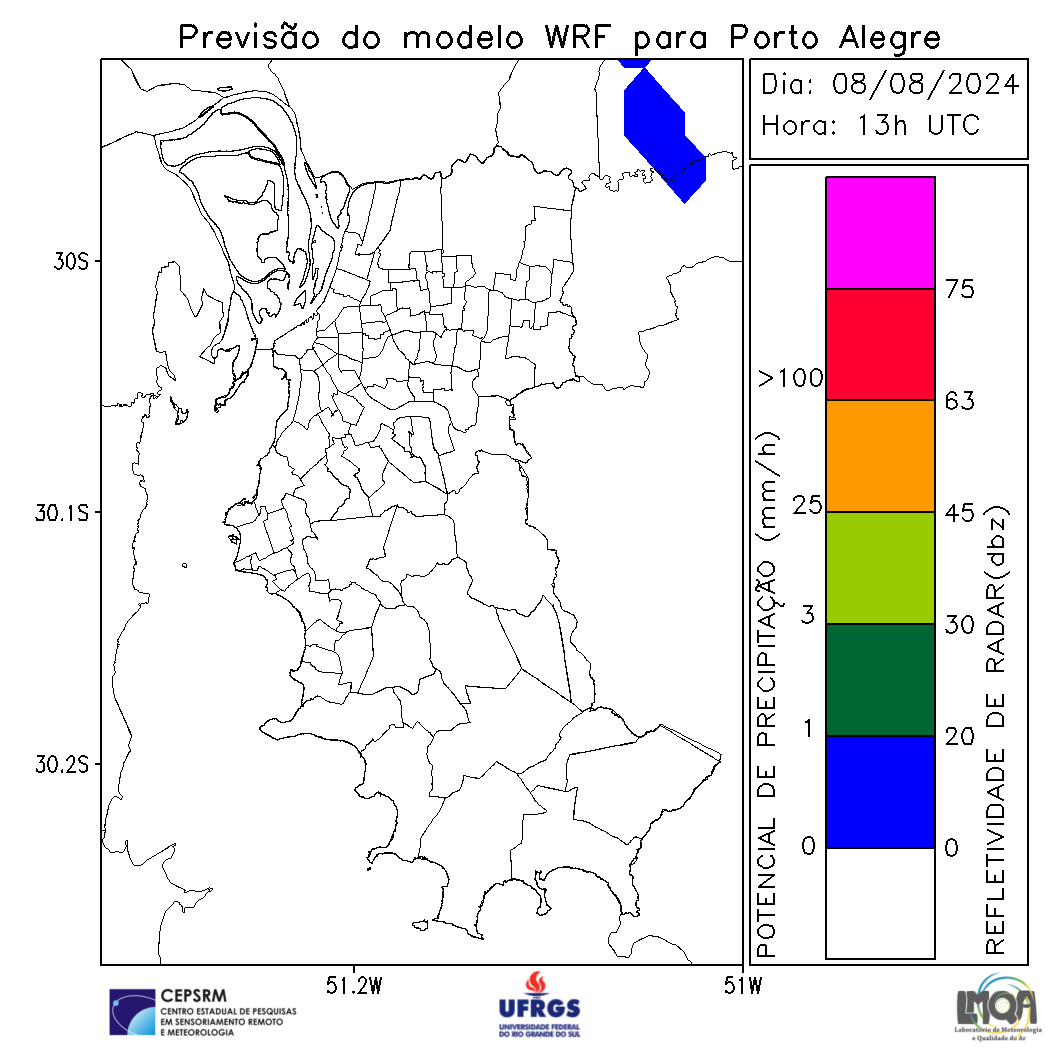 Previsão do modelo WRF para Porto Alegre
Dia: 08/08/2024
Hora: 13h UTC
30S
30.1S
30.2S
51.2W
51W
POTENCIAL DE PRECIPITAÇÃO (mm/h)
>100
25
3
1
0
75
63
45
30
20
0
REFLETIVIDADE DE RADAR(dbz)
CEPSRM
CENTRO ESTADUAL DE PESQUISAS
EM SENSORIAMENTO REMOTO
E METEOROLOGIA
UFRGS
UNIVERSIDADE FEDERAL
DO RIO GRANDE DO SUL
LMQA
Laboratório de Meteorologia
e Qualidade do Ar